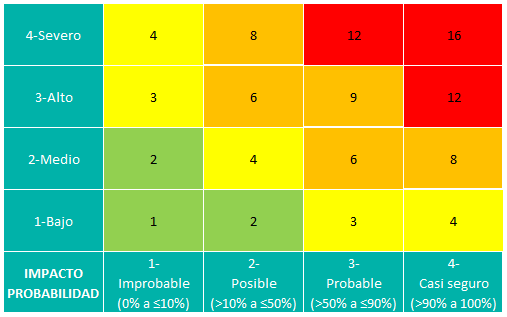 4-Severo 4 8 12 16
3-Alto 3 6 9 12
2-Medio 2 4 6 8
1-Bajo 1 2 3 4
IMPACTO
PROBABILIDAD
1-
Improbable
(0% a ≤10%)
2-
Posible
(>10% a ≤50%)
3-
Probable
(>50% a ≤90%)
4-
Casi seguro
(>90% a 100%)